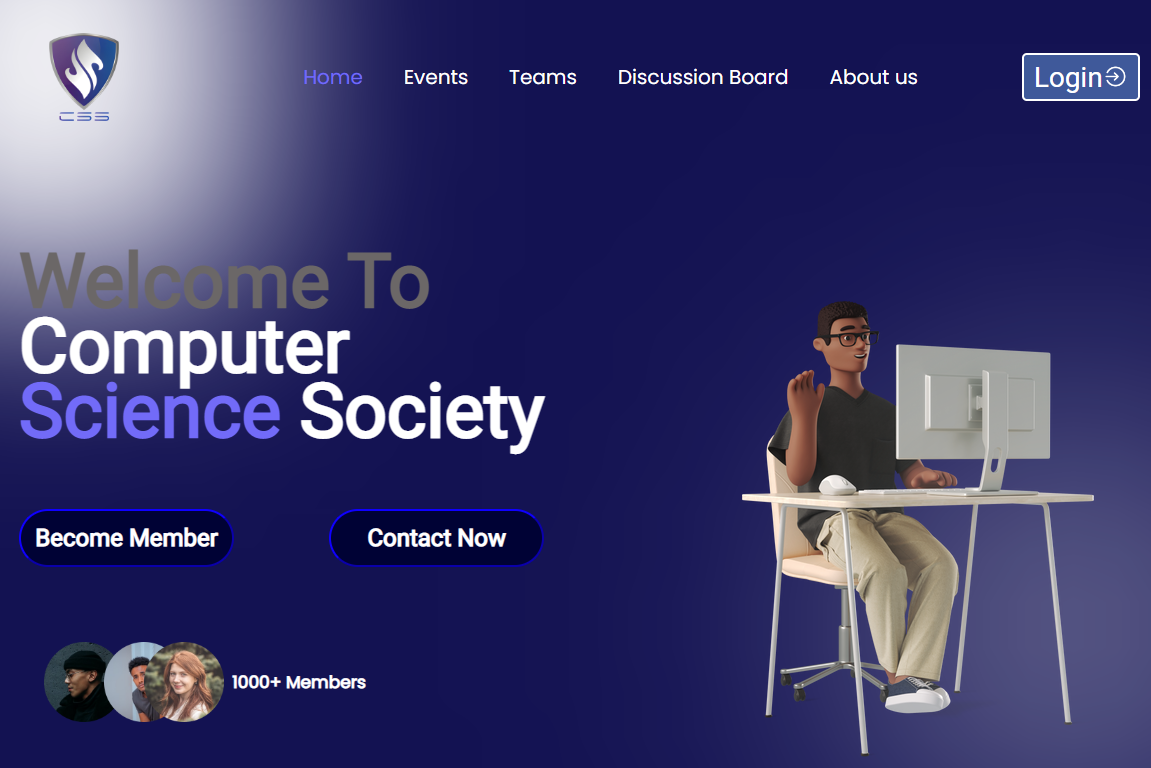 CSS
Home Events Teams Discussion Board About us Login
Welcome To
Computer
Science Society
Become Member Contact Now
1000+ Members